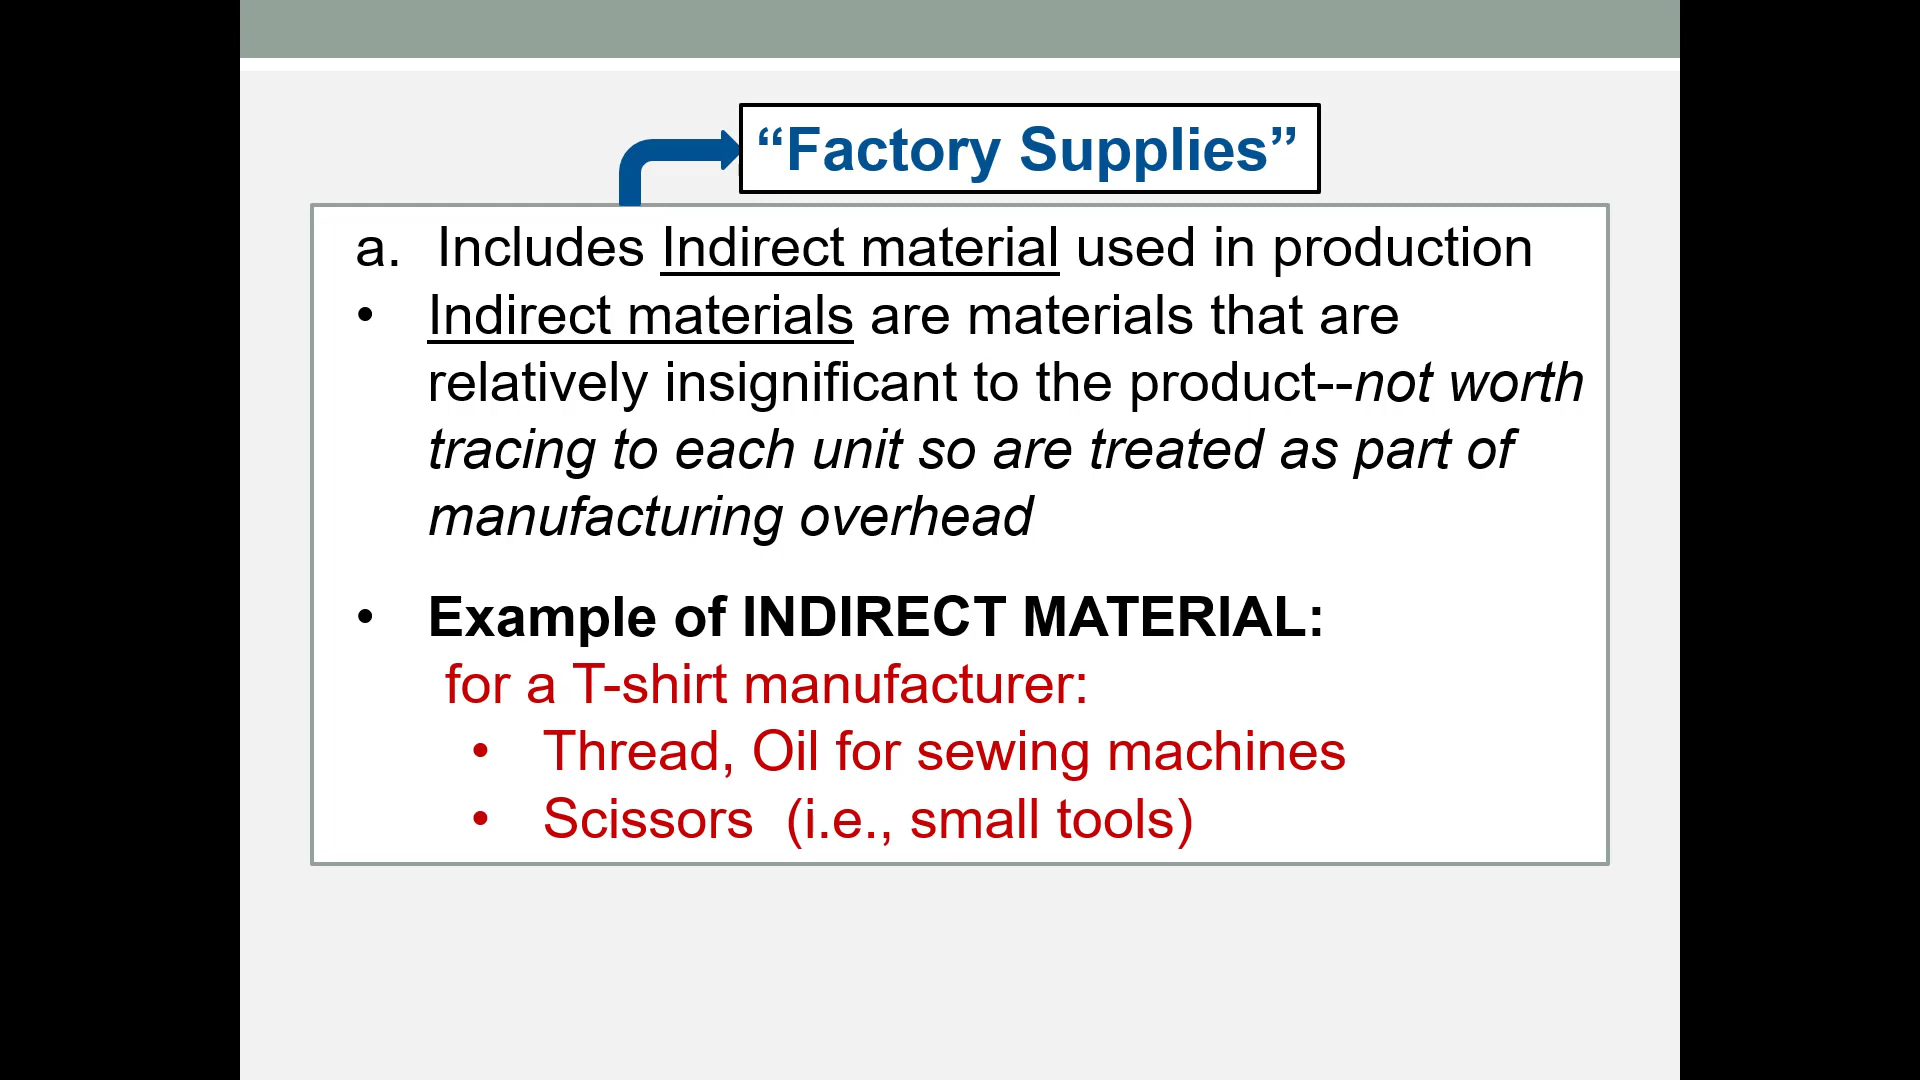 “Factory Supplies”
a. Includes Indirect material used in production
• Indirect materials are materials that are
relatively insignificant to the product--not worth
tracing to each unit so are treated as part of
manufacturing overhead
• Example of INDIRECT MATERIAL:
for a T-shirt manufacturer:
• Thread, Oil for sewing machines
• Scissors (i.e., small tools)